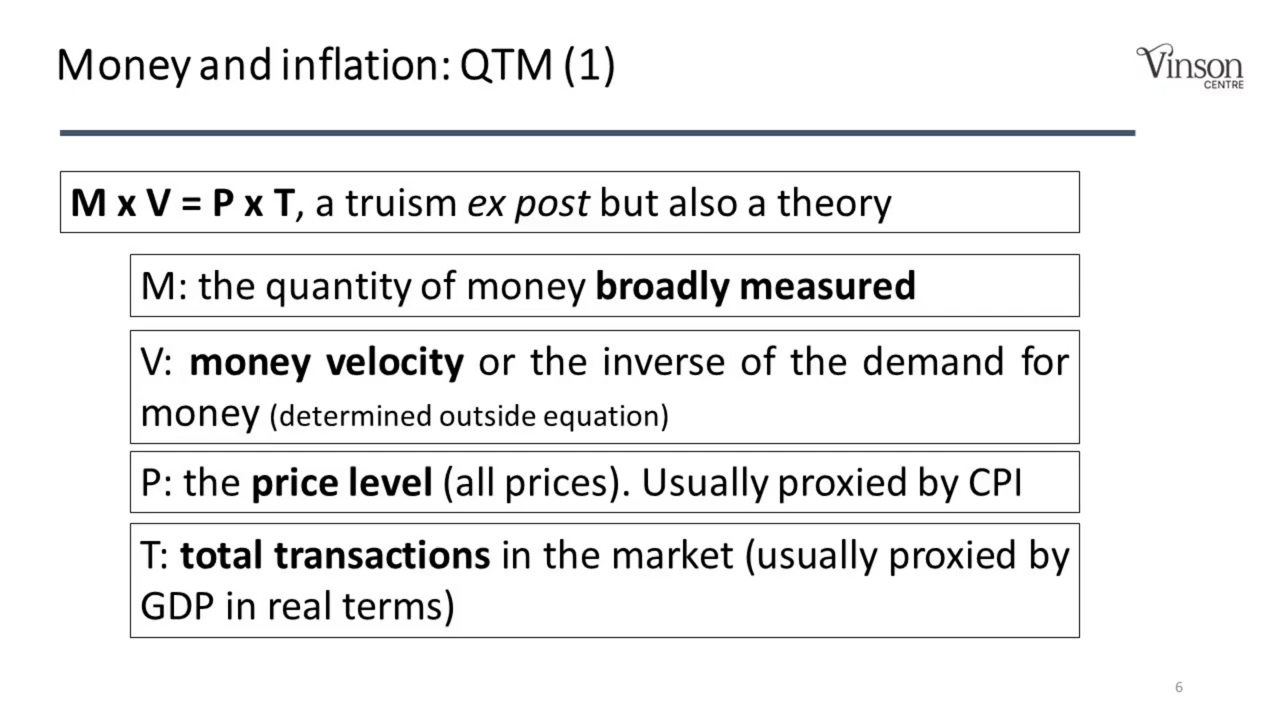 Money and inflation: QTM (1)
Vinson
CENTRE
M x V = P x T, a truism ex post but also a theory
M: the quantity of money broadly measured
V: money velocity or the inverse of the demand for
money (determined outside equation)
P: the price level (all prices). Usually proxied by CPI
T: total transactions in the market (usually proxied by
GDP in real terms)
6